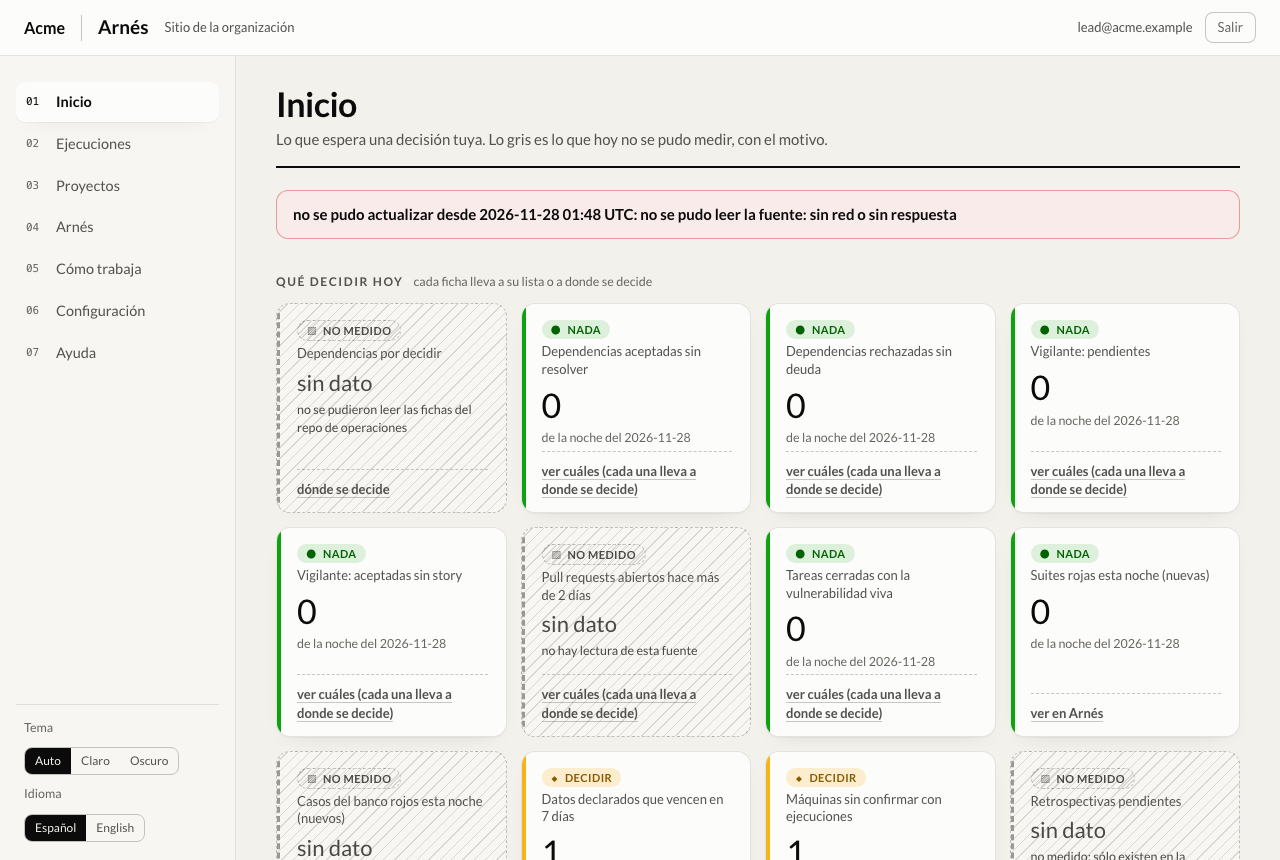 Acme
Arnés
Sitio de la organización
lead@acme.example
Salir
01 Inicio
02 Ejecuciones
03 Proyectos
04 Arnés
05 Cómo trabaja
06 Configuración
07 Ayuda
Tema
Auto Claro Oscuro
Idioma
Español English
Inicio
Lo que espera una decisión tuya. Lo gris es lo que hoy no se pudo medir, con el motivo.
no se pudo actualizar desde 2026-11-28 01:48 UTC: no se pudo leer la fuente: sin red o sin respuesta
QUÉ DECIDIR HOY cada ficha lleva a su lista o a donde se decide
NO MEDIDO
Dependencias por decidir
sin dato
no se pudieron leer las fichas del
repo de operaciones
dónde se decide
NADA
Dependencias aceptadas sin
resolver
0
de la noche del 2026-11-28
ver cuáles (cada una lleva a
donde se decide)
NADA
Dependencias rechazadas sin
deuda
0
de la noche del 2026-11-28
ver cuáles (cada una lleva a
donde se decide)
NADA
Vigilante: pendientes
0
de la noche del 2026-11-28
ver cuáles (cada una lleva a
donde se decide)
NADA
Vigilante: aceptadas sin story
0
de la noche del 2026-11-28
ver cuáles (cada una lleva a
donde se decide)
NO MEDIDO
Pull requests abiertos hace más
de 2 días
sin dato
no hay lectura de esta fuente
ver cuáles (cada una lleva a
donde se decide)
NADA
Tareas cerradas con la
vulnerabilidad viva
0
de la noche del 2026-11-28
ver cuáles (cada una lleva a
donde se decide)
NADA
Suites rojas esta noche (nuevas)
0
de la noche del 2026-11-28
ver en Arnés
NO MEDIDO
Casos del banco rojos esta noche
(nuevos)
sin dato
DECIDIR
Datos declarados que vencen en
7 días
1
DECIDIR
Máquinas sin confirmar con
ejecuciones
1
NO MEDIDO
Retrospectivas pendientes
sin dato
no medido: sólo existen en la